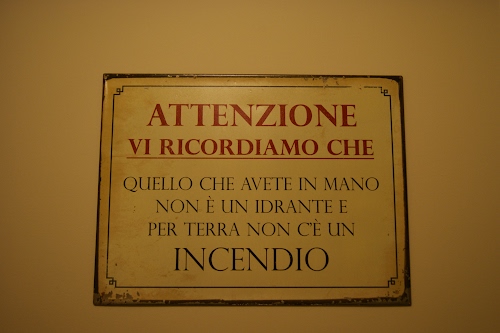 ATTENZIONE
VI RICORDIAMO CHE
QUELLO CHE AVETE IN MANO
NON È UN IDRANTE E
PER TERRA NON C'È UN
INCENDIO